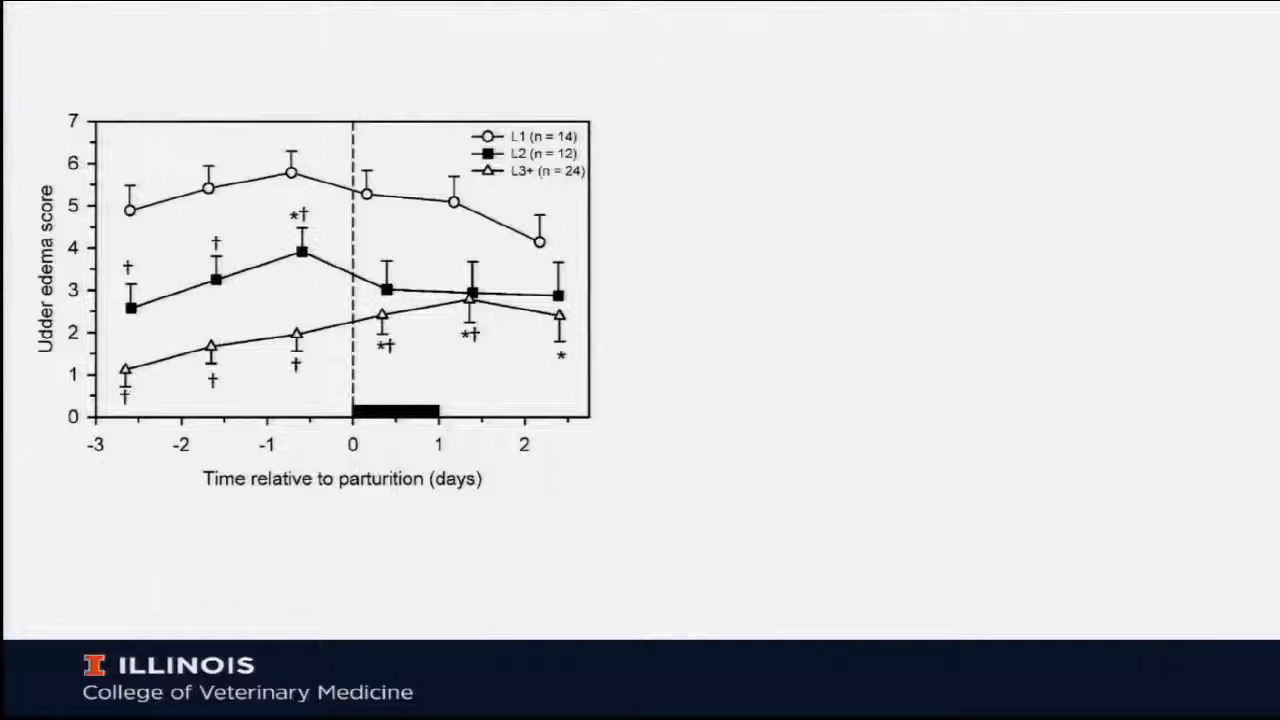 7
6
5
4
3
2
1
0
Udder edema score
L1 (n = 14)
L2 (n = 12)
L3+ (n = 24)
†
†
*†
†
†
†
*†
*†
*
-3 -2 -1 0 1 2
Time relative to parturition (days)
I ILLINOIS
College of Veterinary Medicine